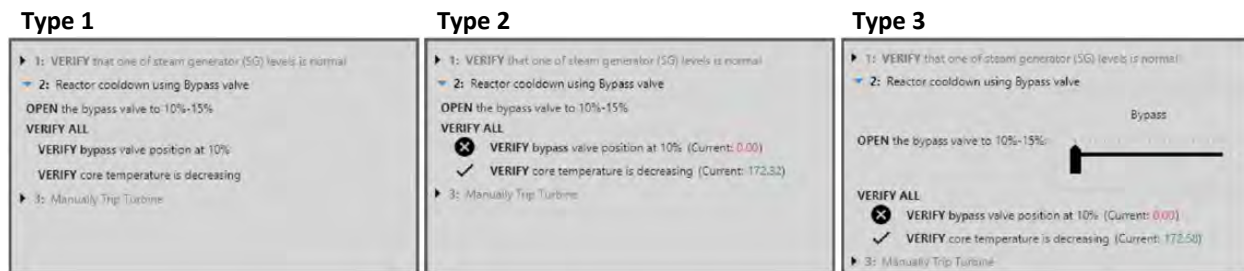 Type 1
▶ 1: VERIFY that one of steam generator (SG) levels is normal
2: Reactor cooldown using Bypass valve
OPEN the bypass valve to 10%-15%
VERIFY ALL
VERIFY bypass valve position at 10%
VERIFY core temperature is decreasing
3: Manually Trip Turbine
Type 2
1: VERIFY that one of steam generator (SG) levels is normal
2: Reactor cooldown using Bypass valve
OPEN the bypass valve to 10%-15%
VERIFY ALL
VERIFY bypass valve position at 10% (Current: 0.00)
VERIFY core temperature is decreasing (Current: 172.32)
3: Manually Trip Turbine
Type 3
1: VERIFY that one of steam generator (SG) levels is normal
2: Reactor cooldown using Bypass valve
Bypass
OPEN the bypass valve to 10%-15%:
VERIFY ALL
VERIFY bypass valve position at 10% (Current: 0.00)
VERIFY core temperature is decreasing (Current: 172.58)
3: Manually Trip Turbine